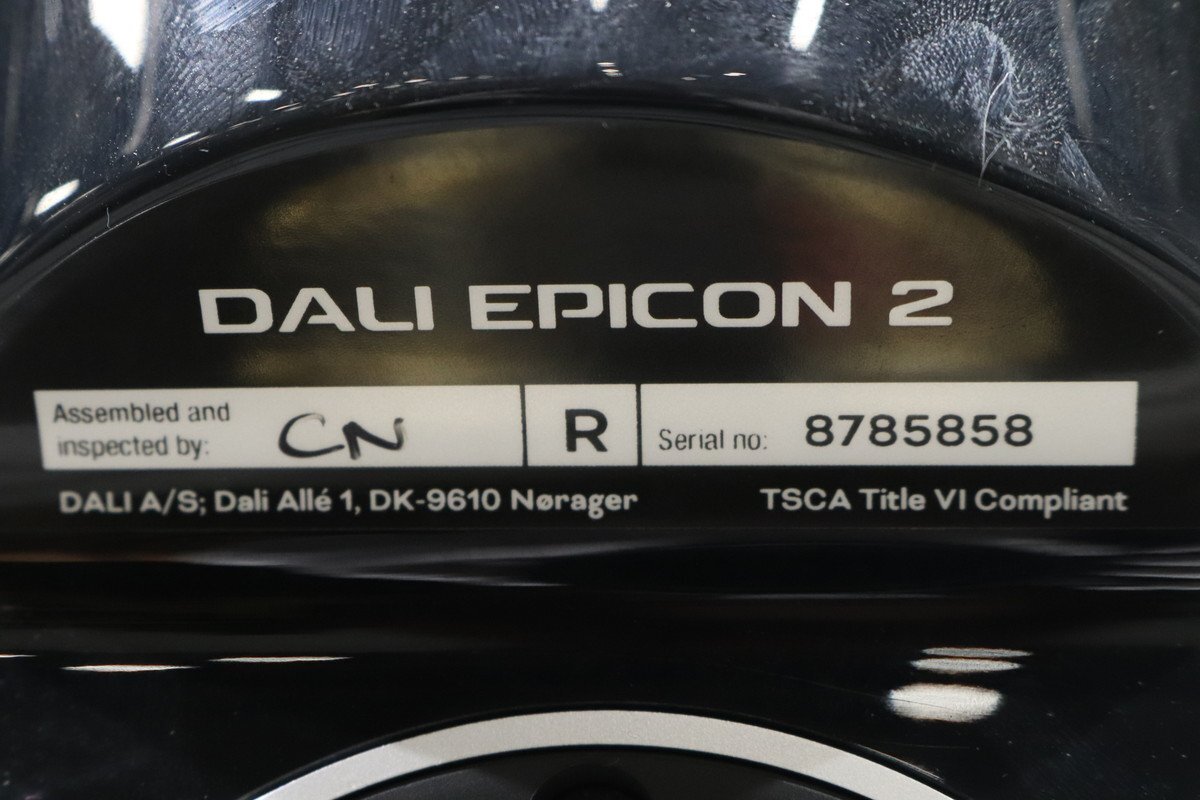 DALI EPICON 2
Assembled and
inspected by: CN
R
Serial no: 8785858
DALI A/S; Dali Allé 1, DK-9610 Nørager
TSCA Title VI Compliant